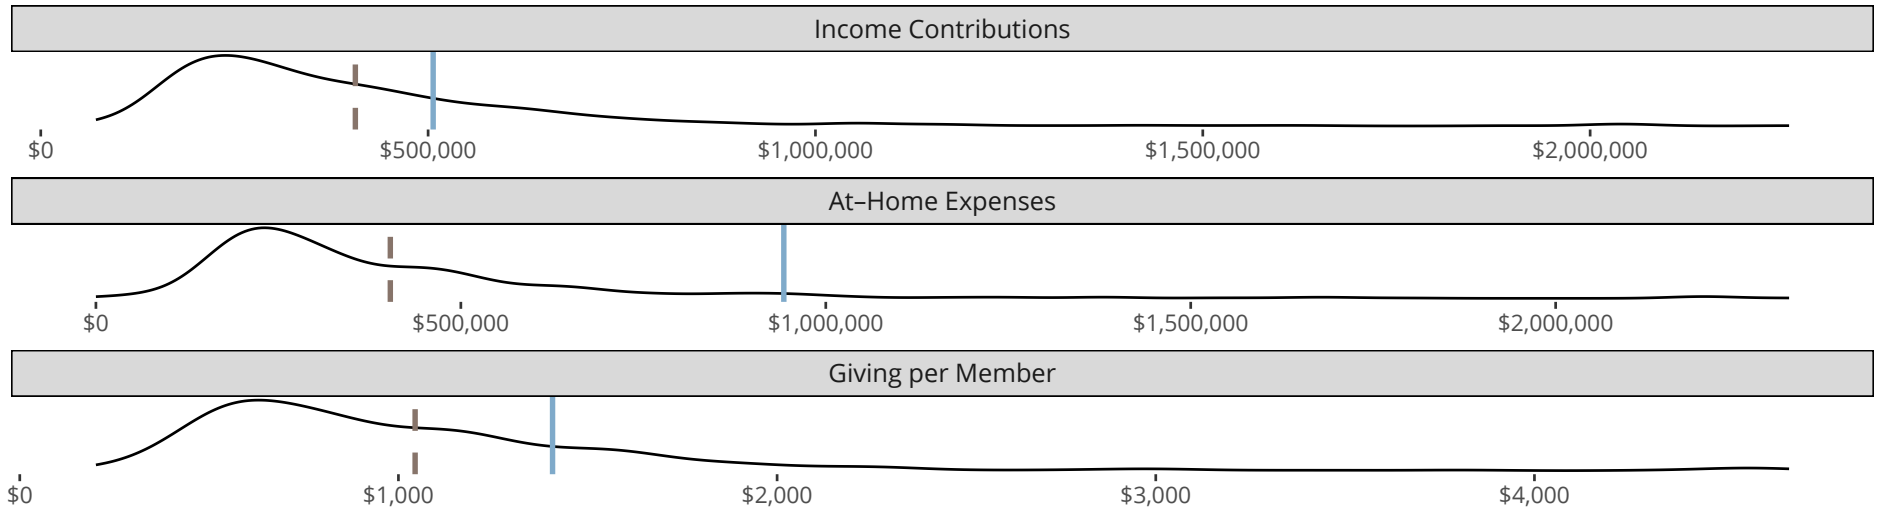 Income Contributions
$0 $500,000 $1,000,000 $1,500,000 $2,000,000
At–Home Expenses
$0 $500,000 $1,000,000 $1,500,000 $2,000,000
Giving per Member
$0 $1,000 $2,000 $3,000 $4,000